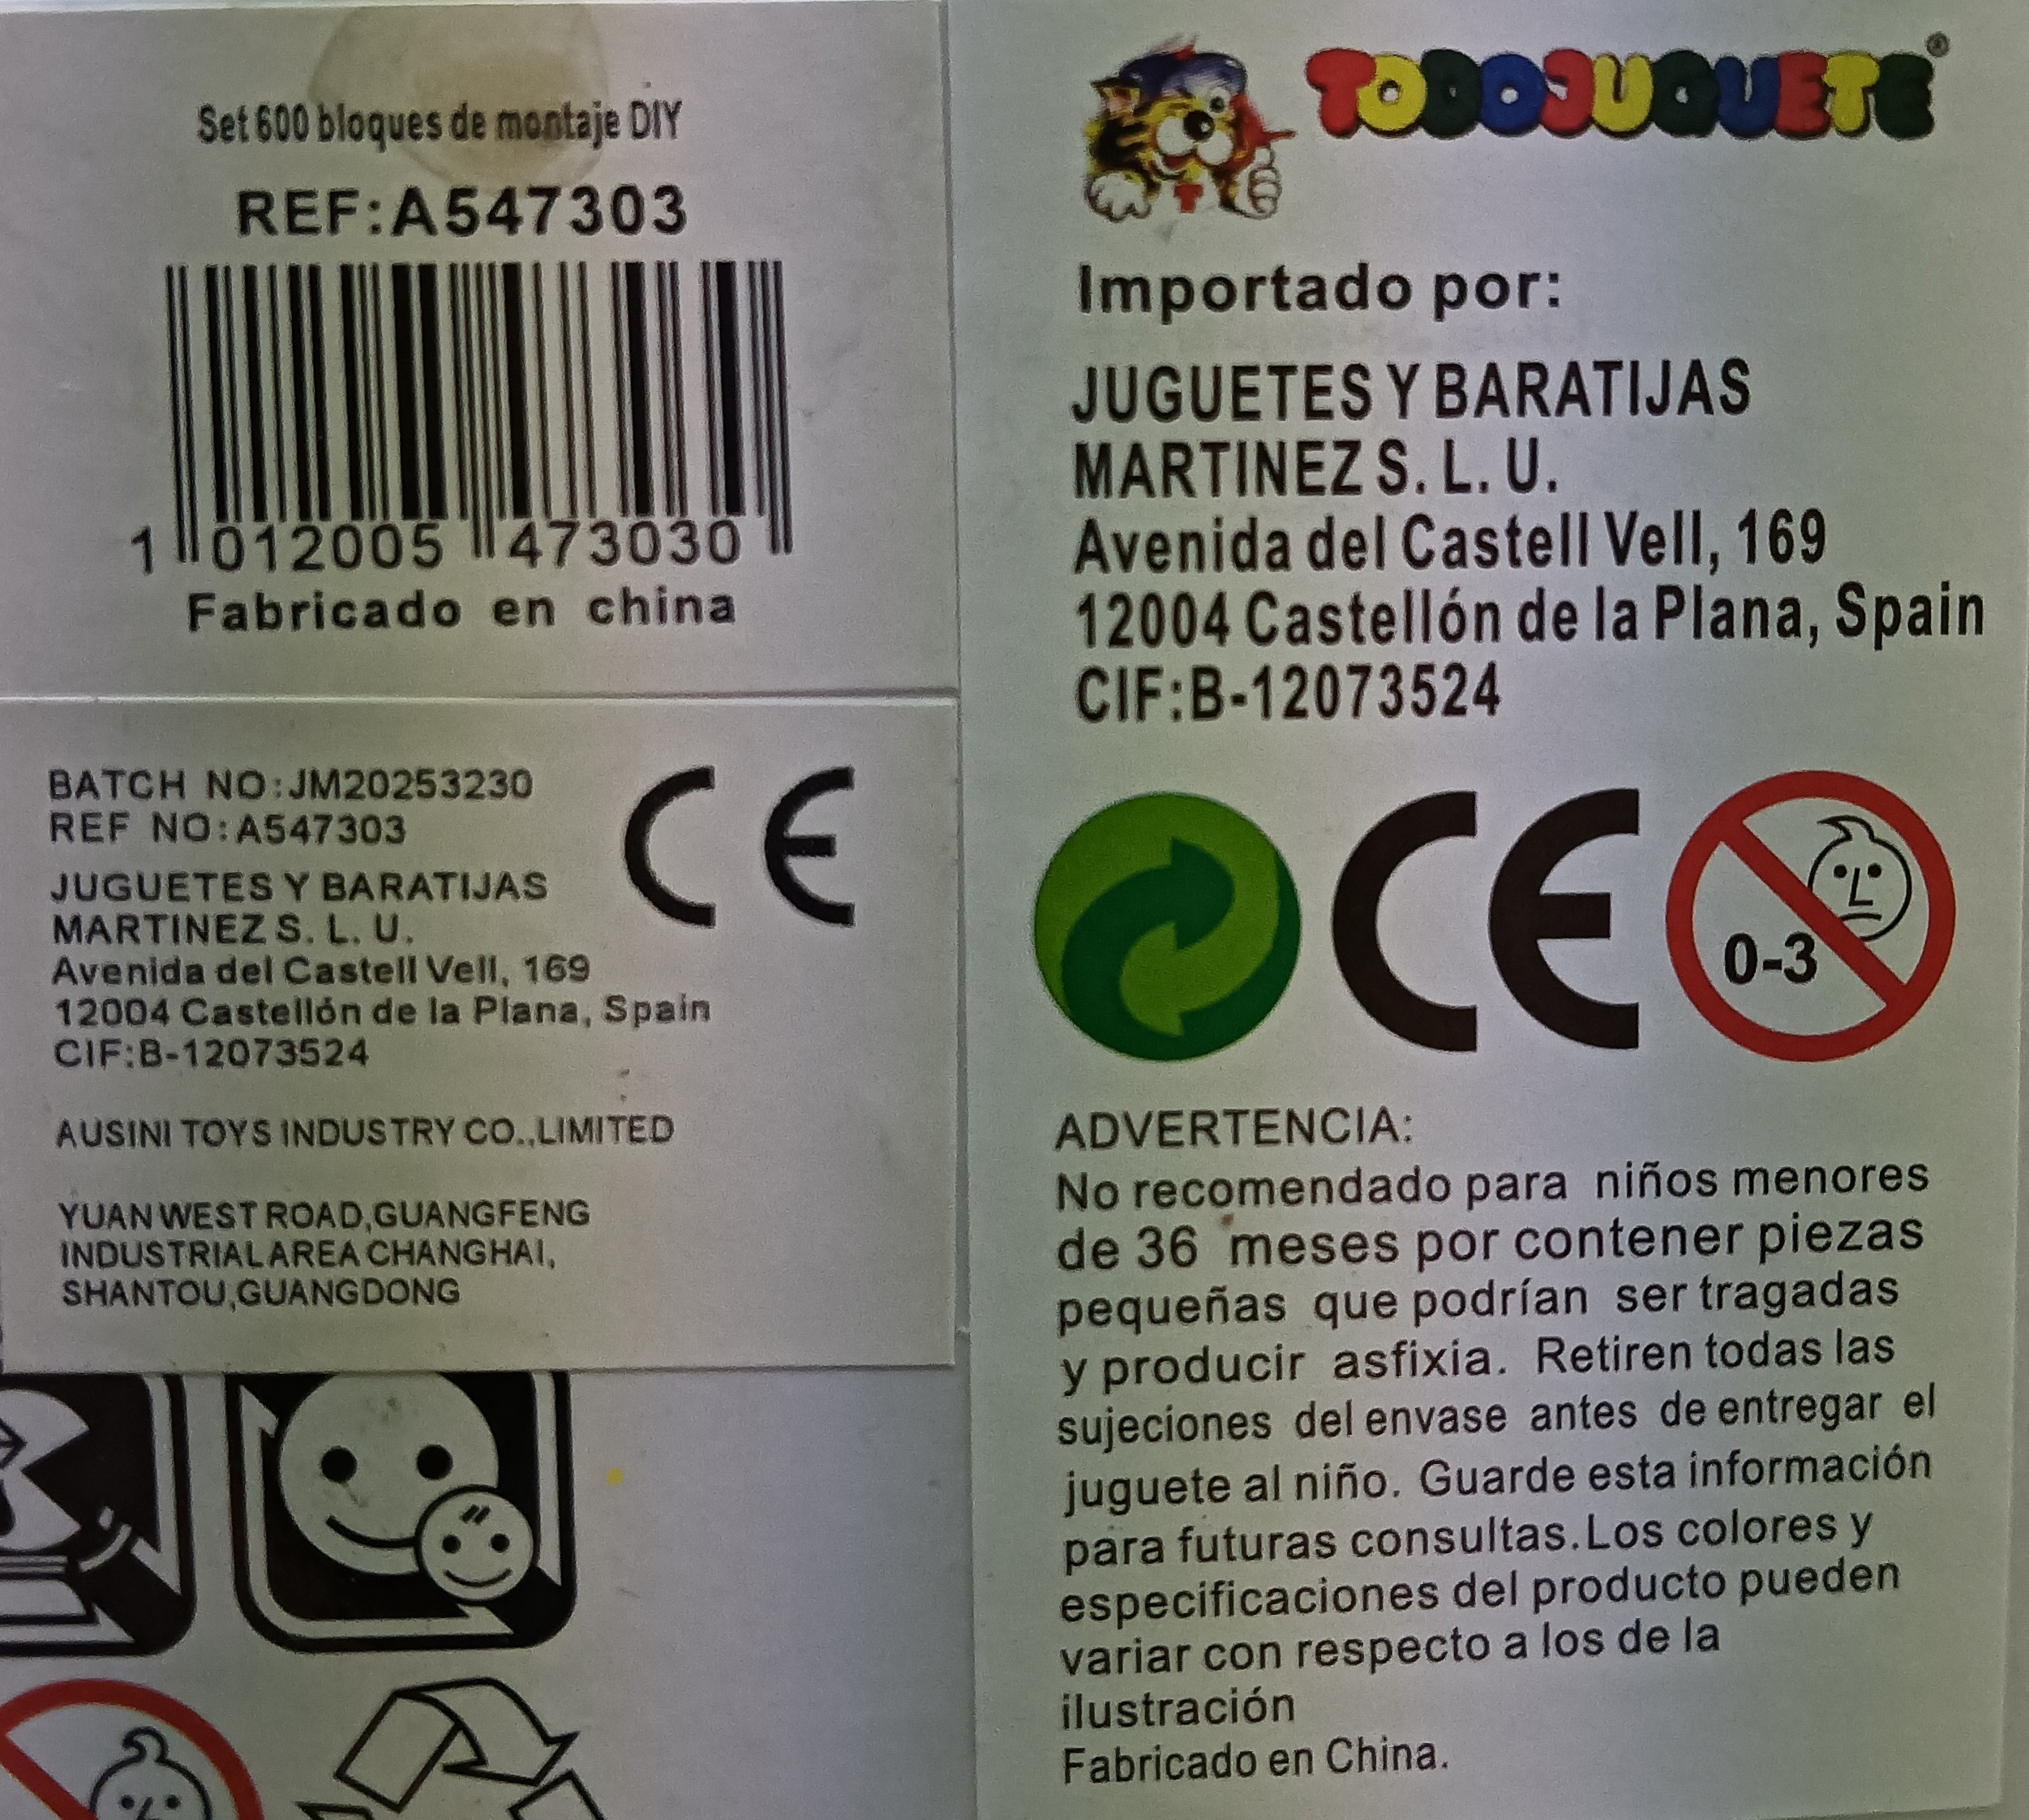 Set 600 bloques de montaje DIY
REF:A547303
1 012005 473030
Fabricado en china
BATCH NO:JM20253230
REF NO:A547303
JUGUETES Y BARATIJAS
MARTINEZ S. L. U.
Avenida del Castell Vell, 169
12004 Castellón de la Plana, Spain
CIF:B-12073524
CE
AUSINI TOYS INDUSTRY CO.,LIMITED
YUAN WEST ROAD,GUANGFENG
INDUSTRIAL AREA CHANGHAI,
SHANTOU,GUANGDONG
TODOJUGUETE®
Importado por:
JUGUETES Y BARATIJAS
MARTINEZ S. L. U.
Avenida del Castell Vell, 169
12004 Castellón de la Plana, Spain
CIF:B-12073524
CE
0-3
ADVERTENCIA:
No recomendado para niños menores
de 36 meses por contener piezas
pequeñas que podrían ser tragadas
y producir asfixia. Retiren todas las
sujeciones del envase antes de entregar el
juguete al niño. Guarde esta información
para futuras consultas.Los colores y
especificaciones del producto pueden
variar con respecto a los de la
ilustración
Fabricado en China.